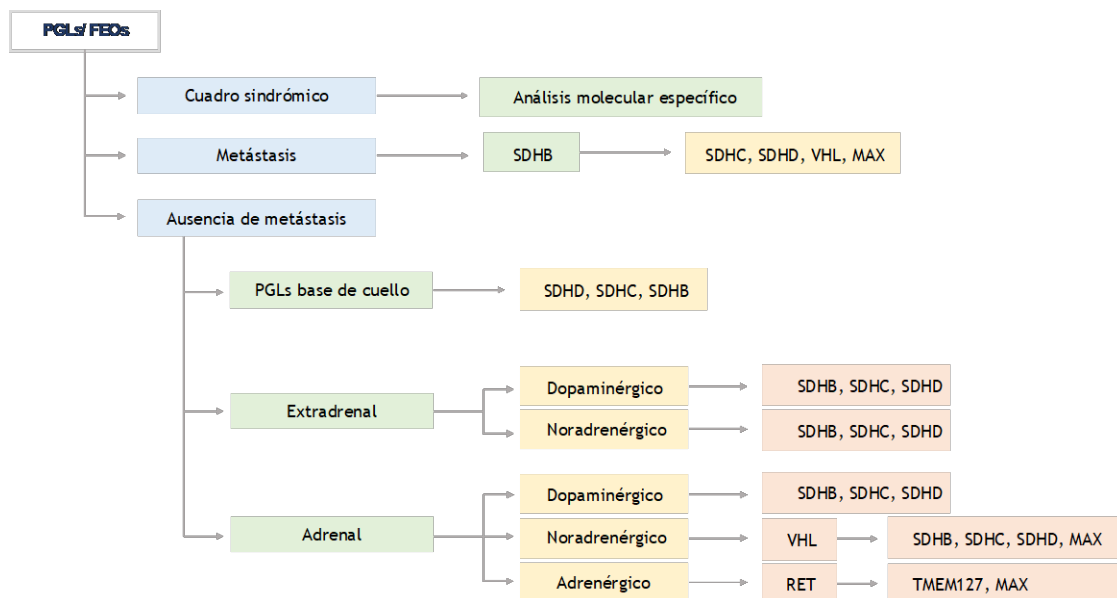 PGLs/ FEOs
Cuadro sindrómico
Análisis molecular específico
Metástasis
SDHB
SDHC, SDHD, VHL, MAX
Ausencia de metástasis
PGLs base de cuello
SDHD, SDHC, SDHB
Extradrenal
Dopaminérgico
SDHB, SDHC, SDHD
Noradrenérgico
SDHB, SDHC, SDHD
Adrenal
Dopaminérgico
SDHB, SDHC, SDHD
Noradrenérgico
VHL
SDHB, SDHC, SDHD, MAX
Adrenérgico
RET
TMEM127, MAX